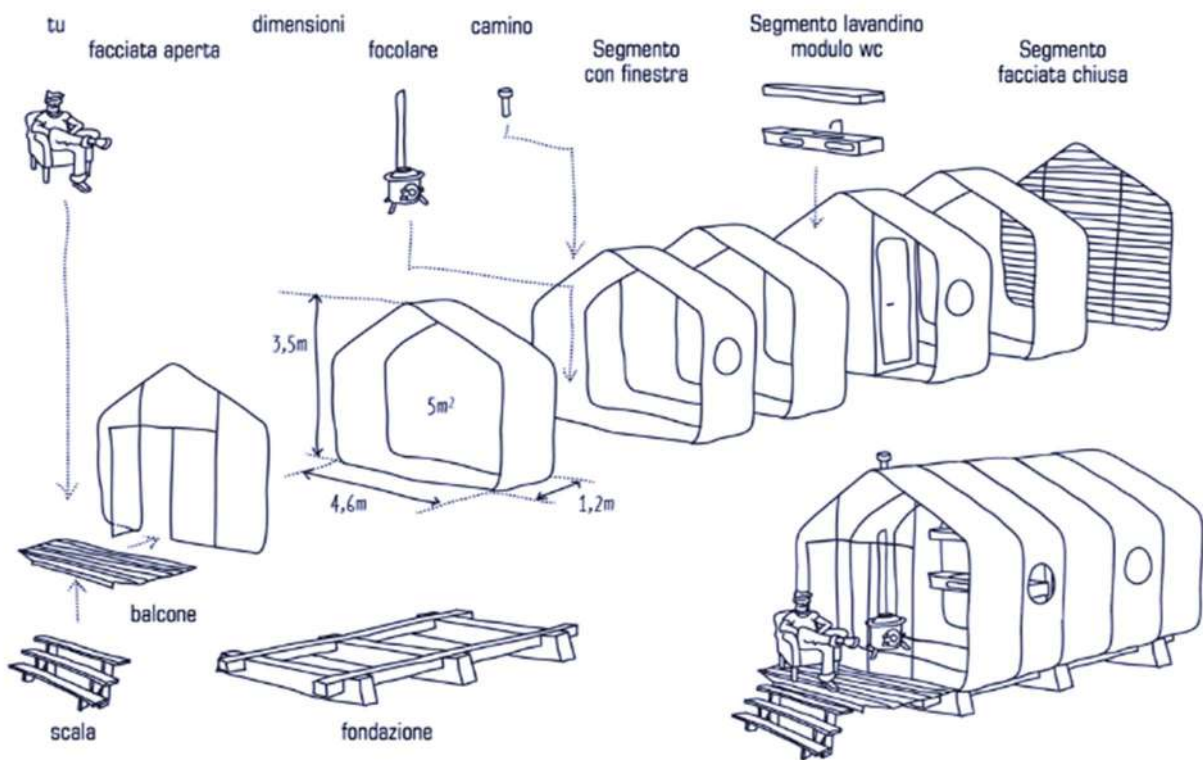 tu
facciata aperta
dimensioni
focolare
camino
Segmento
con finestra
Segmento lavandino
modulo wc
Segmento
facciata chiusa
3,5m
5m²
4,6m
1,2m
balcone
scala
fondazione